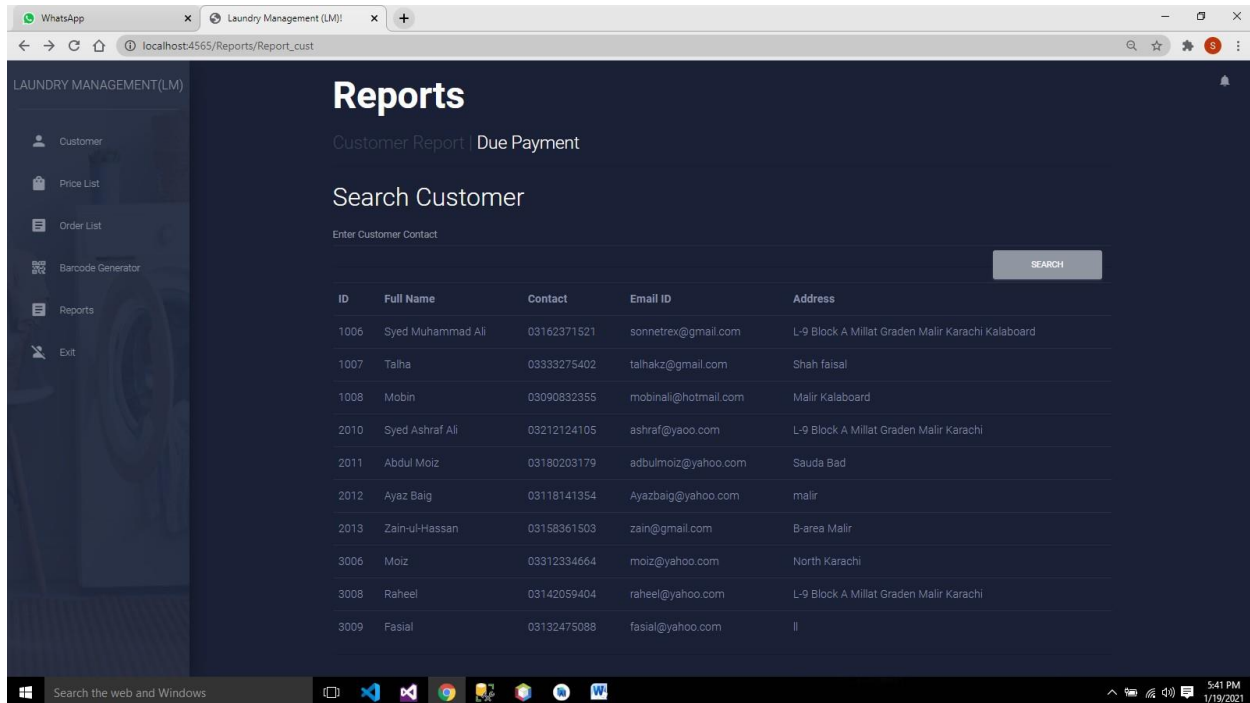 WhatsApp
Laundry Management (LM)!
localhost:4565/Reports/Report_cust
S
LAUNDRY MANAGEMENT(LM)
Customer
Price List
Order List
Barcode Generator
Reports
Exit
Reports
Customer Report | Due Payment
Search Customer
Enter Customer Contact
SEARCH
ID Full Name Contact Email ID Address
1006 Syed Muhammad Ali 03162371521 sonnetrex@gmail.com L-9 Block A Millat Graden Malir Karachi Kalaboard
1007 Talha 03333275402 talhakz@gmail.com Shah faisal
1008 Mobin 03090832355 mobinali@hotmail.com Malir Kalaboard
2010 Syed Ashraf Ali 03212124105 ashraf@yaoo.com L-9 Block A Millat Graden Malir Karachi
2011 Abdul Moiz 03180203179 adbulmoiz@yahoo.com Sauda Bad
2012 Ayaz Baig 03118141354 Ayazbaig@yahoo.com malir
2013 Zain-ul-Hassan 03158361503 zain@gmail.com B-area Malir
3006 Moiz 03312334664 moiz@yahoo.com North Karachi
3008 Raheel 03142059404 raheel@yahoo.com L-9 Block A Millat Graden Malir Karachi
3009 Fasial 03132475088 fasial@yahoo.com ll
Search the web and Windows
5:41 PM
1/19/2021